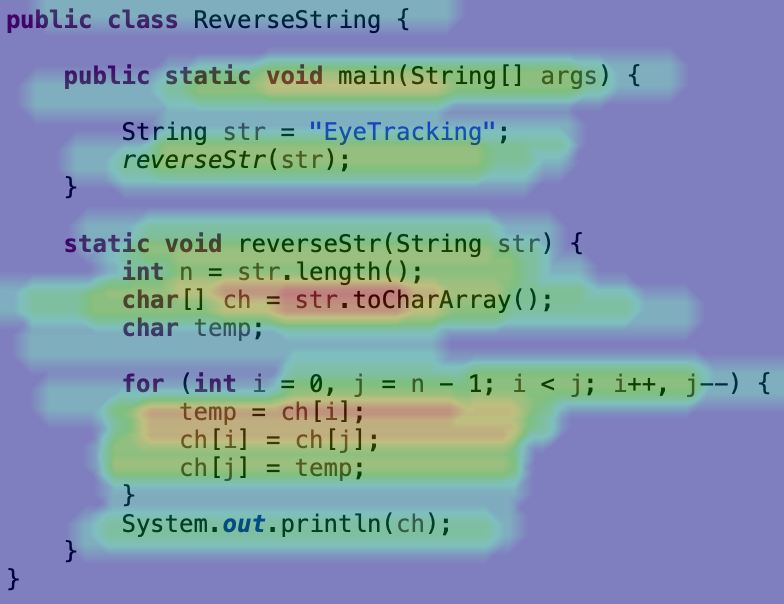 public class ReverseString {
public static void main(String[] args) {
String str = "EyeTracking";
reverseStr(str);
}
static void reverseStr(String str) {
int n = str.length();
char[] ch = str.toCharArray();
char temp;
for (int i = 0, j = n - 1; i < j; i++, j--) {
temp = ch[i];
ch[i] = ch[j];
ch[j] = temp;
}
System.out.println(ch);
}
}